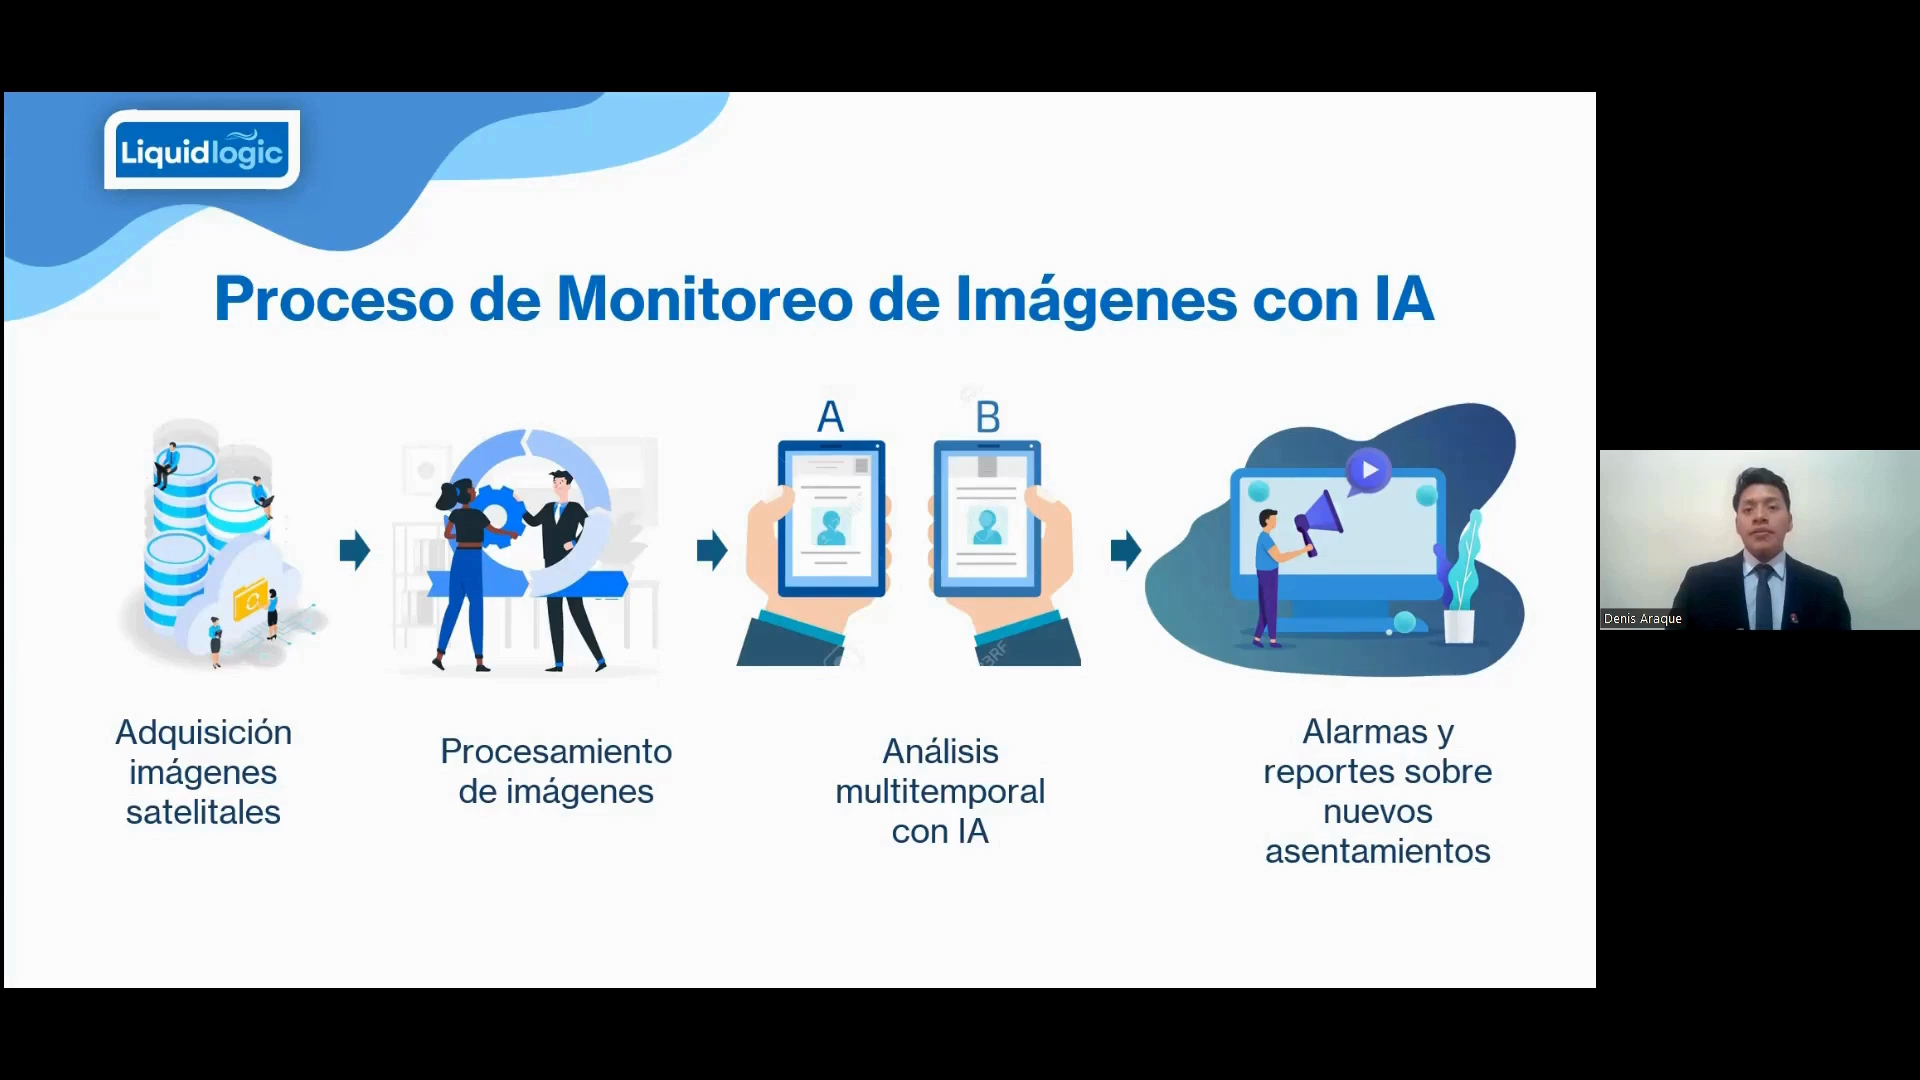 Liquidlogic
Proceso de Monitoreo de Imágenes con IA
A
B
Adquisición
imágenes
satelitales
Procesamiento
de imágenes
Análisis
multitemporal
con IA
Alarmas y
reportes sobre
nuevos
asentamientos
Denis Araque